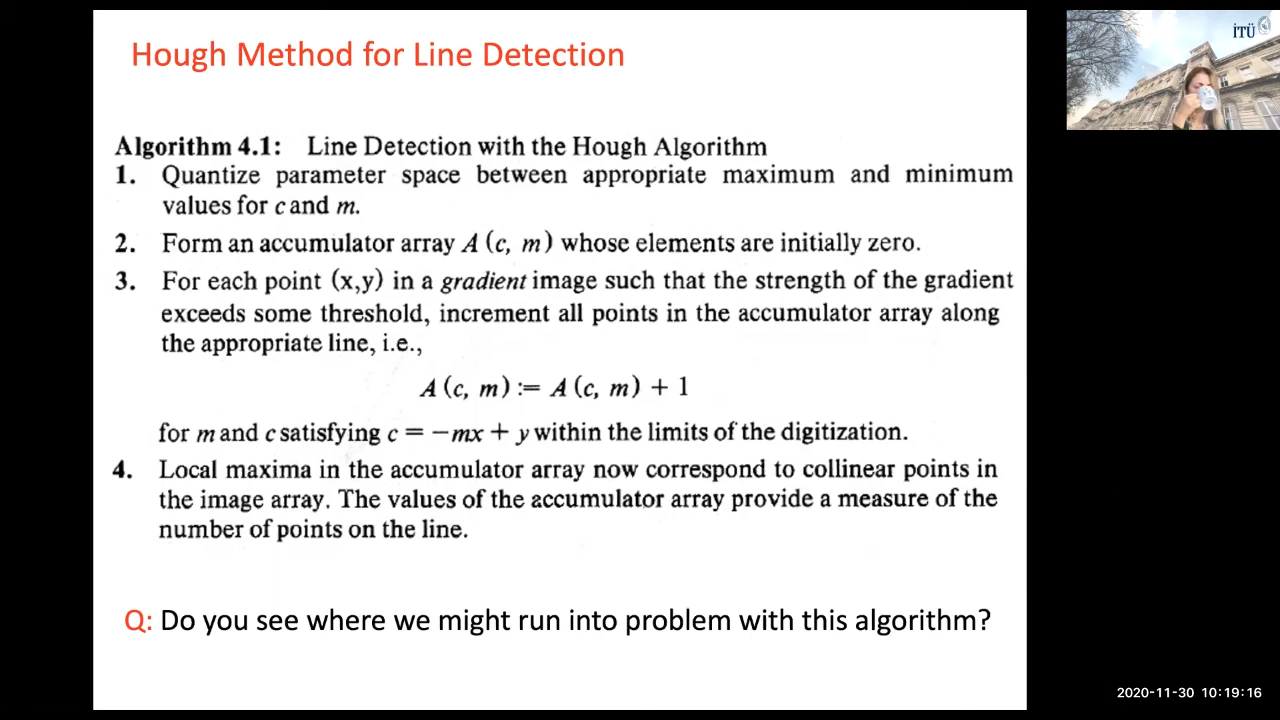 Hough Method for Line Detection
İTÜ
Algorithm 4.1: Line Detection with the Hough Algorithm
1. Quantize parameter space between appropriate maximum and minimum
values for c and m.
2. Form an accumulator array A (c, m) whose elements are initially zero.
3. For each point (x,y) in a gradient image such that the strength of the gradient
exceeds some threshold, increment all points in the accumulator array along
the appropriate line, i.e.,
A (c, m) := A (c, m) + 1
for m and c satisfying c = −mx + y within the limits of the digitization.
4. Local maxima in the accumulator array now correspond to collinear points in
the image array. The values of the accumulator array provide a measure of the
number of points on the line.
Q: Do you see where we might run into problem with this algorithm?
2020-11-30 10:19:16